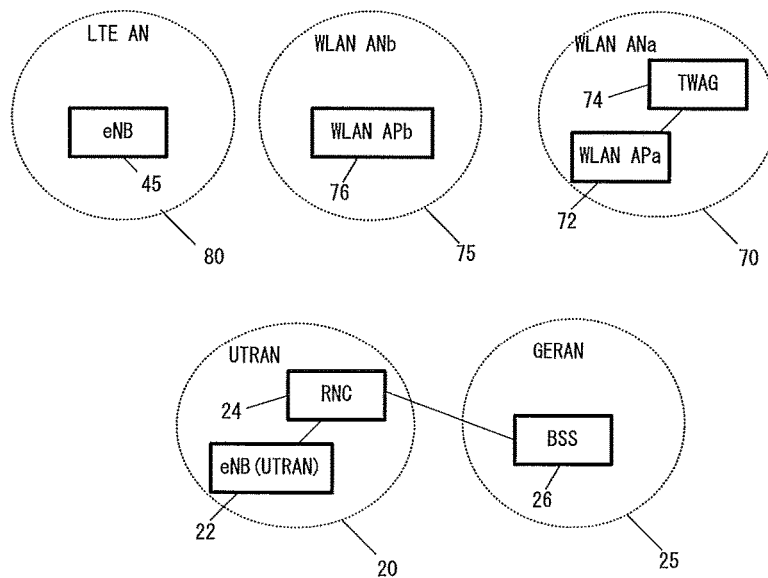 LTE AN
eNB
45
80
WLAN ANb
WLAN APb
76
75
WLAN ANa
TWAG
74
WLAN APa
72
70
UTRAN
RNC
24
eNB(UTRAN)
22
20
GERAN
BSS
26
25